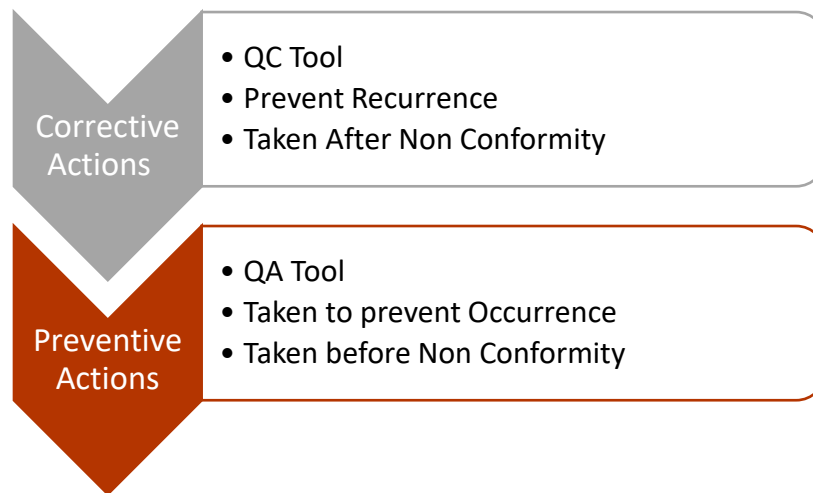 Corrective
Actions
• QC Tool
• Prevent Recurrence
• Taken After Non Conformity
Preventive
Actions
• QA Tool
• Taken to prevent Occurrence
• Taken before Non Conformity